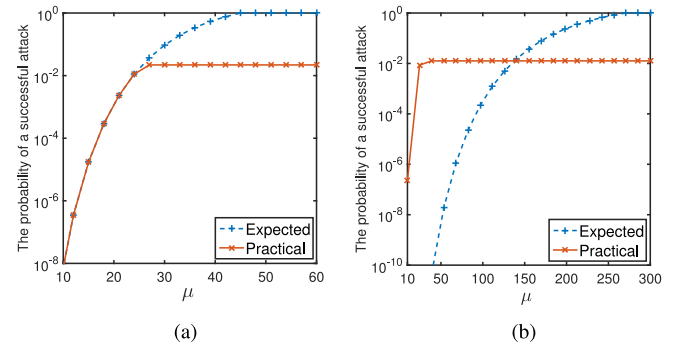 The probability of a successful attack
10^0
10^-2
10^-4
10^-6
10^-8
10
20
30
40
50
60
μ
Expected
Practical
(a)
The probability of a successful attack
10^0
10^-2
10^-4
10^-6
10^-8
10^-10
10
50
100
150
200
250
300
μ
Expected
Practical
(b)